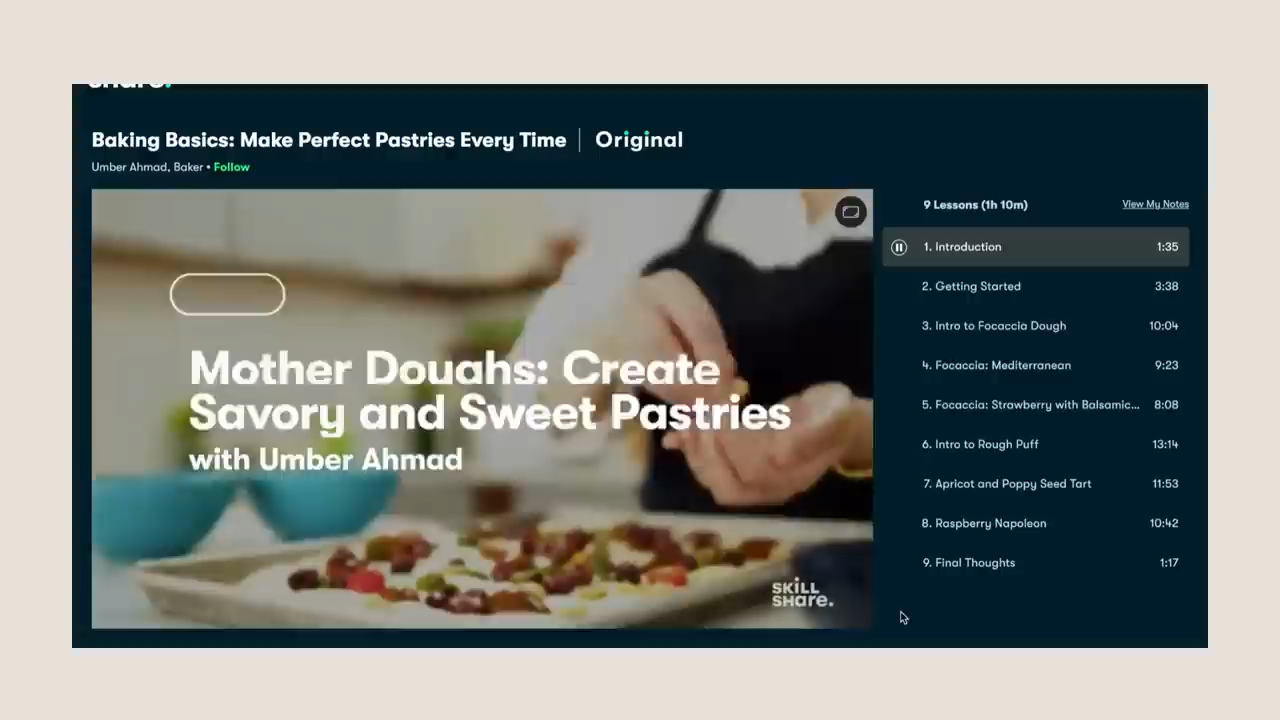 share.
Baking Basics: Make Perfect Pastries Every Time | Original
Umber Ahmad, Baker • Follow
9 Lessons (1h 10m) View My Notes
1. Introduction 1:35
2. Getting Started 3:38
3. Intro to Focaccia Dough 10:04
4. Focaccia: Mediterranean 9:23
5. Focaccia: Strawberry with Balsamic... 8:08
6. Intro to Rough Puff 13:14
7. Apricot and Poppy Seed Tart 11:53
8. Raspberry Napoleon 10:42
9. Final Thoughts 1:17
Mother Doughs: Create
Savory and Sweet Pastries
with Umber Ahmad
SKILL
SHare.